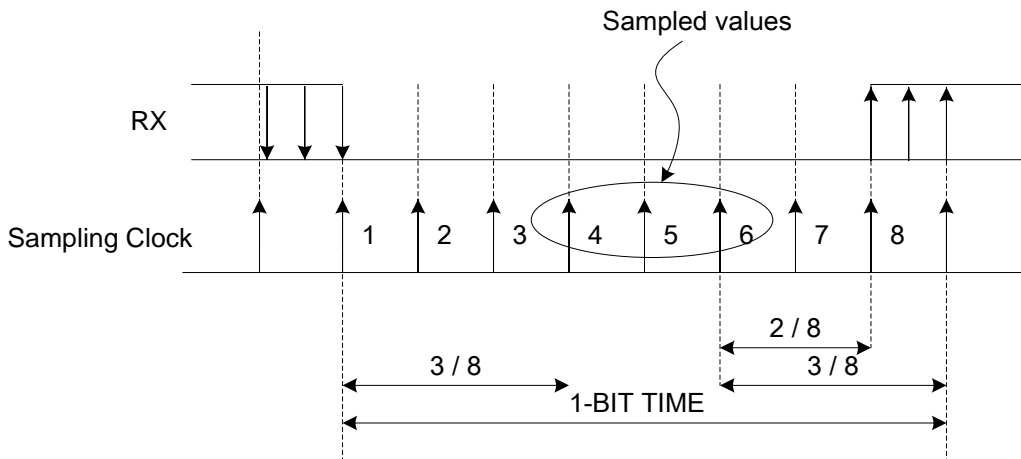 Sampled values
RX
Sampling Clock
1 2 3 4 5 6 7 8
2 / 8
3 / 8 3 / 8
1-BIT TIME